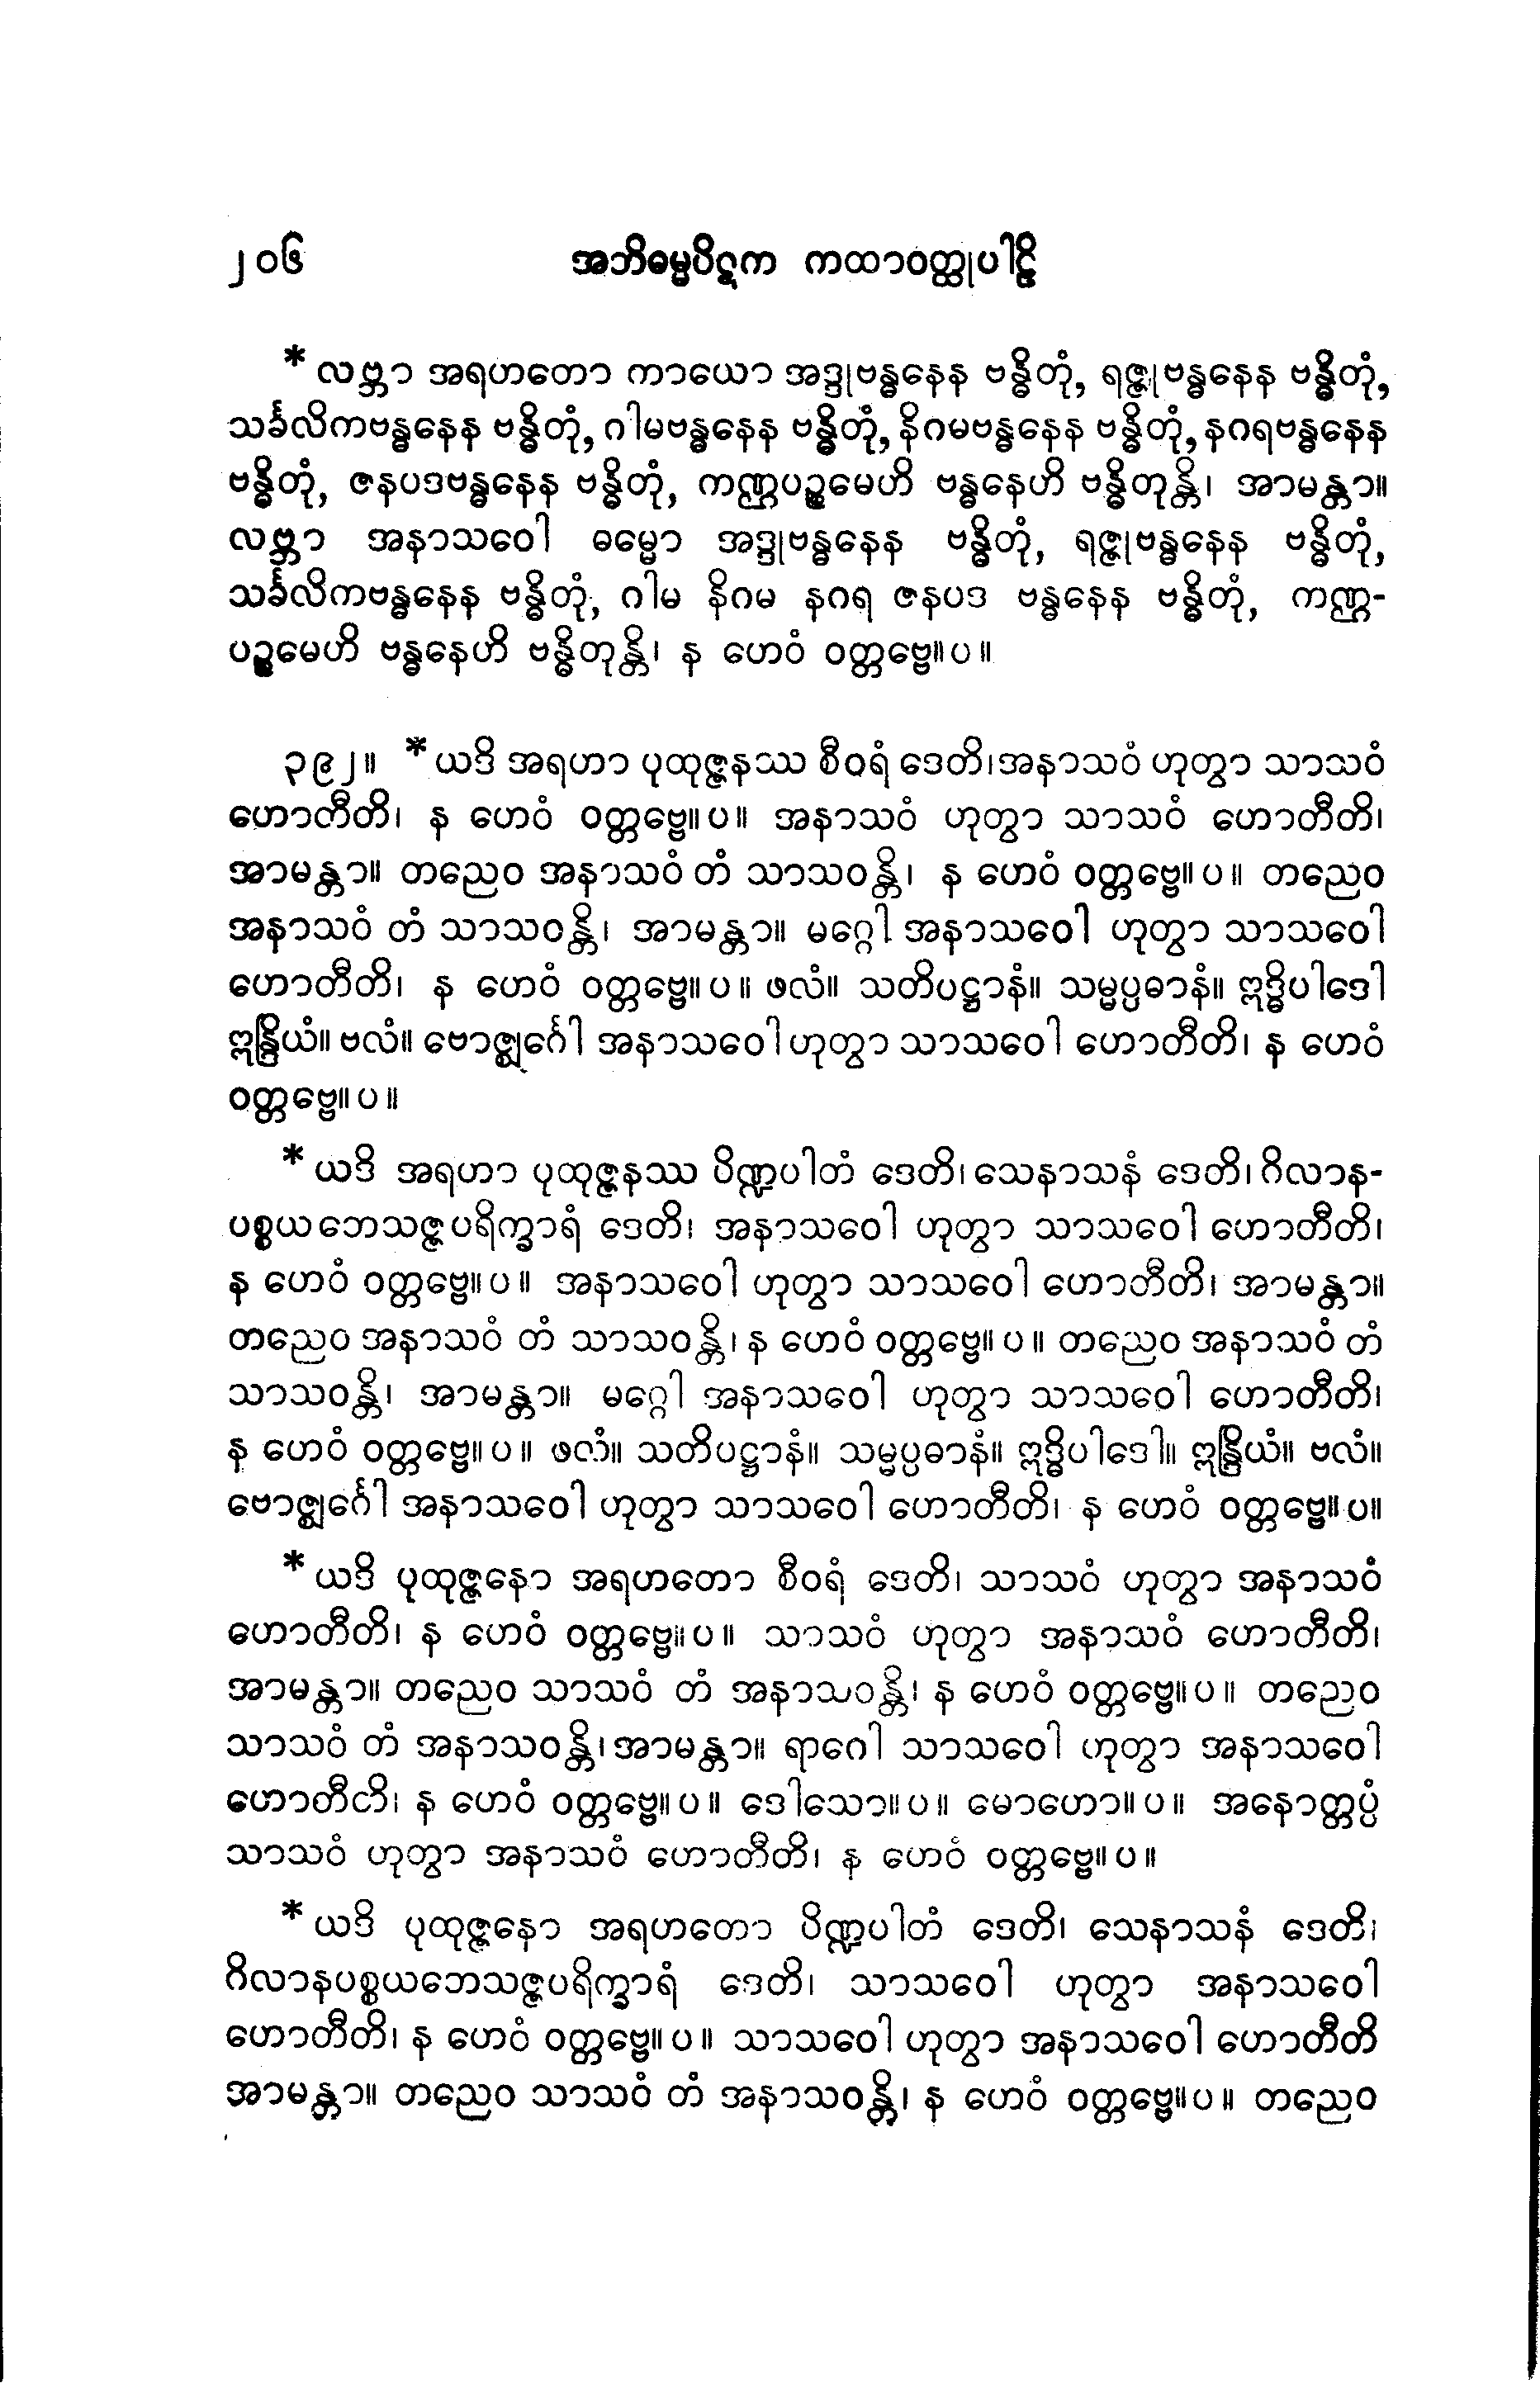 ၂၀၆ အဘိဓမ္မပိဋက ကထာဝတ္ထုပါဠိ
* လဗ္ဘာ အရဟတော ကာယော အဒ္ဒုဗန္ဓနေန ဗန္ဓိတုံ, ရဇ္ဇုဗန္ဓနေန ဗန္ဓိတုံ,
သင်္ခလိကဗန္ဓနေန ဗန္ဓိတုံ, ဂါမဗန္ဓနေန ဗန္ဓိတုံ, နိဂမဗန္ဓနေန ဗန္ဓိတုံ, နဂရဗန္ဓနေန
ဗန္ဓိတုံ, ဇနပဒဗန္ဓနေန ဗန္ဓိတုံ, ကဏ္ဌပဉ္စမေဟိ ဗန္ဓနေဟိ ဗန္ဓိတုန္တိ၊ အာမန္တာ။
လဗ္ဘာ အနာသဝေါ ဓမ္မော အဒ္ဒုဗန္ဓနေန ဗန္ဓိတုံ, ရဇ္ဇုဗန္ဓနေန ဗန္ဓိတုံ,
သင်္ခလိကဗန္ဓနေန ဗန္ဓိတုံ, ဂါမ နိဂမ နဂရ ဇနပဒ ဗန္ဓနေန ဗန္ဓိတုံ, ကဏ္ဌ-
ပဉ္စမေဟိ ဗန္ဓနေဟိ ဗန္ဓိတုန္တိ၊ န ဟေဝံ ဝတ္တဗ္ဗေ။ပ။
၃၉၂။ * ယဒိ အရဟာ ပုထုဇ္ဇနဿ စီဝရံ ဒေတိ၊ အနာသဝံ ဟုတွာ သာသဝံ
ဟောတီတိ၊ န ဟေဝံ ဝတ္တဗ္ဗေ။ပ။ အနာသဝံ ဟုတွာ သာသဝံ ဟောတီတိ၊
အာမန္တာ။ တညေဝ အနာသဝံ တံ သာသဝန္တိ၊ န ဟေဝံ ဝတ္တဗ္ဗေ။ပ။ တညေဝ
အနာသဝံ တံ သာသဝန္တိ၊ အာမန္တာ။ မဂ္ဂေါ အနာသဝေါ ဟုတွာ သာသဝေါ
ဟောတီတိ၊ န ဟေဝံ ဝတ္တဗ္ဗေ။ပ။ ဖလံ။ သတိပဋ္ဌာနံ။ သမ္မပ္ပဓာနံ။ ဣဒ္ဓိပါဒေါ
ဣန္ဒြိယံ။ ဗလံ။ ဗောဇ္ဈင်္ဂေါ အနာသဝေါ ဟုတွာ သာသဝေါ ဟောတီတိ၊ န ဟေဝံ
ဝတ္တဗ္ဗေ။ပ။
* ယဒိ အရဟာ ပုထုဇ္ဇနဿ ပိဏ္ဍပါတံ ဒေတိ၊ သေနာသနံ ဒေတိ၊ ဂိလာန-
ပစ္စယဘေသဇ္ဇပရိက္ခာရံ ဒေတိ၊ အနာသဝေါ ဟုတွာ သာသဝေါ ဟောတီတိ၊
န ဟေဝံ ဝတ္တဗ္ဗေ။ပ။ အနာသဝေါ ဟုတွာ သာသဝေါ ဟောတီတိ၊ အာမန္တာ။
တညေဝ အနာသဝံ တံ သာသဝန္တိ၊ န ဟေဝံ ဝတ္တဗ္ဗေ။ပ။ တညေဝ အနာသဝံ တံ
သာသဝန္တိ၊ အာမန္တာ။ မဂ္ဂေါ အနာသဝေါ ဟုတွာ သာသဝေါ ဟောတီတိ၊
န ဟေဝံ ဝတ္တဗ္ဗေ။ပ။ ဖလံ။ သတိပဋ္ဌာနံ။ သမ္မပ္ပဓာနံ။ ဣဒ္ဓိပါဒေါ။ ဣန္ဒြိယံ။ ဗလံ။
ဗောဇ္ဈင်္ဂေါ အနာသဝေါ ဟုတွာ သာသဝေါ ဟောတီတိ၊ န ဟေဝံ ဝတ္တဗ္ဗေ။ပ။
* ယဒိ ပုထုဇ္ဇနော အရဟတော စီဝရံ ဒေတိ၊ သာသဝံ ဟုတွာ အနာသဝံ
ဟောတီတိ၊ န ဟေဝံ ဝတ္တဗ္ဗေ။ပ။ သာသဝံ ဟုတွာ အနာသဝံ ဟောတီတိ၊
အာမန္တာ။ တညေဝ သာသဝံ တံ အနာသဝန္တိ၊ န ဟေဝံ ဝတ္တဗ္ဗေ။ပ။ တညေဝ
သာသဝံ တံ အနာသဝန္တိ၊ အာမန္တာ။ ရာဂေါ သာသဝေါ ဟုတွာ အနာသဝေါ
ဟောတီတိ၊ န ဟေဝံ ဝတ္တဗ္ဗေ။ပ။ ဒေါသော။ပ။ မောဟော။ပ။ အနောတ္တပ္ပံ
သာသဝံ ဟုတွာ အနာသဝံ ဟောတီတိ၊ န ဟေဝံ ဝတ္တဗ္ဗေ။ပ။
* ယဒိ ပုထုဇ္ဇနော အရဟတော ပိဏ္ဍပါတံ ဒေတိ၊ သေနာသနံ ဒေတိ၊
ဂိလာနပစ္စယဘေသဇ္ဇပရိက္ခာရံ ဒေတိ၊ သာသဝေါ ဟုတွာ အနာသဝေါ
ဟောတီတိ၊ န ဟေဝံ ဝတ္တဗ္ဗေ။ပ။ သာသဝေါ ဟုတွာ အနာသဝေါ ဟောတီတိ
အာမန္တာ။ တညေဝ သာသဝံ တံ အနာသဝန္တိ၊ န ဟေဝံ ဝတ္တဗ္ဗေ။ပ။ တညေဝ